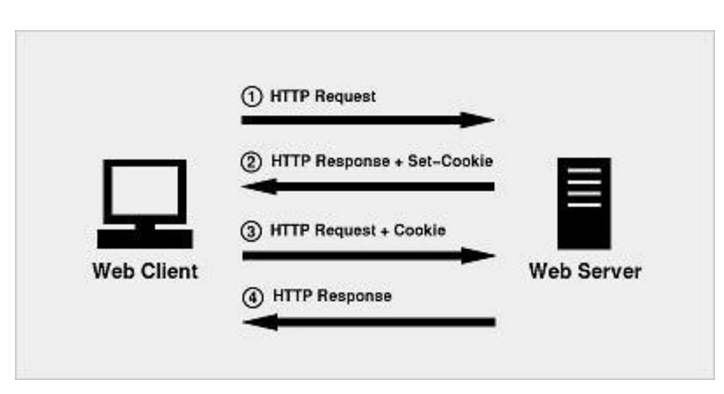 ① HTTP Request
② HTTP Response + Set-Cookie
③ HTTP Request + Cookie
Web Client
Web Server
④ HTTP Response